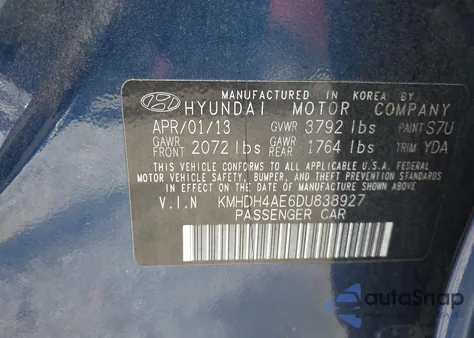 MANUFACTURED IN KOREA BY
HYUNDAI MOTOR COMPANY
APR/01/13 GVWR 3792 lbs PAINT S7U
GAWR FRONT 2072 lbs GAWR REAR 1764 lbs TRIM YDA
THIS VEHICLE CONFORMS TO ALL APPLICABLE U.S. FEDERAL
MOTOR VEHICLE SAFETY, BUMPER, AND THEFT PREVENTION
STANDARDS IN EFFECT ON THE DATE OF MANUFACTURE SHOWN ABOVE.
V.I.N KMHDH4AE6DU838927
PASSENGER CAR
autoSnap